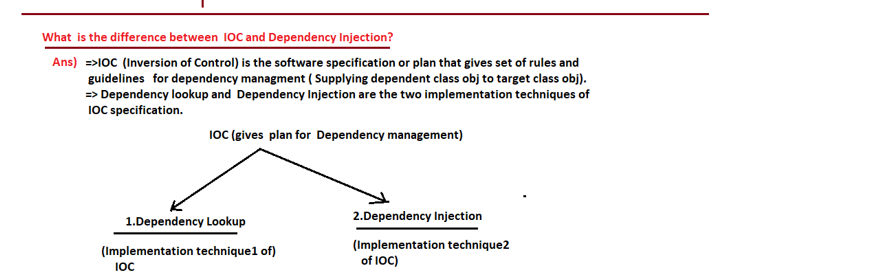 What is the difference between IOC and Dependency Injection?
Ans) =>IOC (Inversion of Control) is the software specification or plan that gives set of rules and
guidelines for dependency managment ( Supplying dependent class obj to target class obj).
=> Dependency lookup and Dependency Injection are the two implementation techniques of
IOC specification.
IOC (gives plan for Dependency management)
1.Dependency Lookup
(Implementation technique1 of)
IOC
2.Dependency Injection
(Implementation technique2
of IOC)